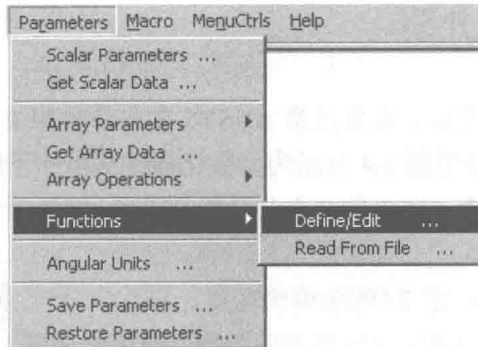 Parameters Macro MenuCtrls Help
Scalar Parameters ...
Get Scalar Data ...
Array Parameters
Get Array Data ...
Array Operations
Functions
Define/Edit ...
Read From File ...
Angular Units ...
Save Parameters ...
Restore Parameters ...